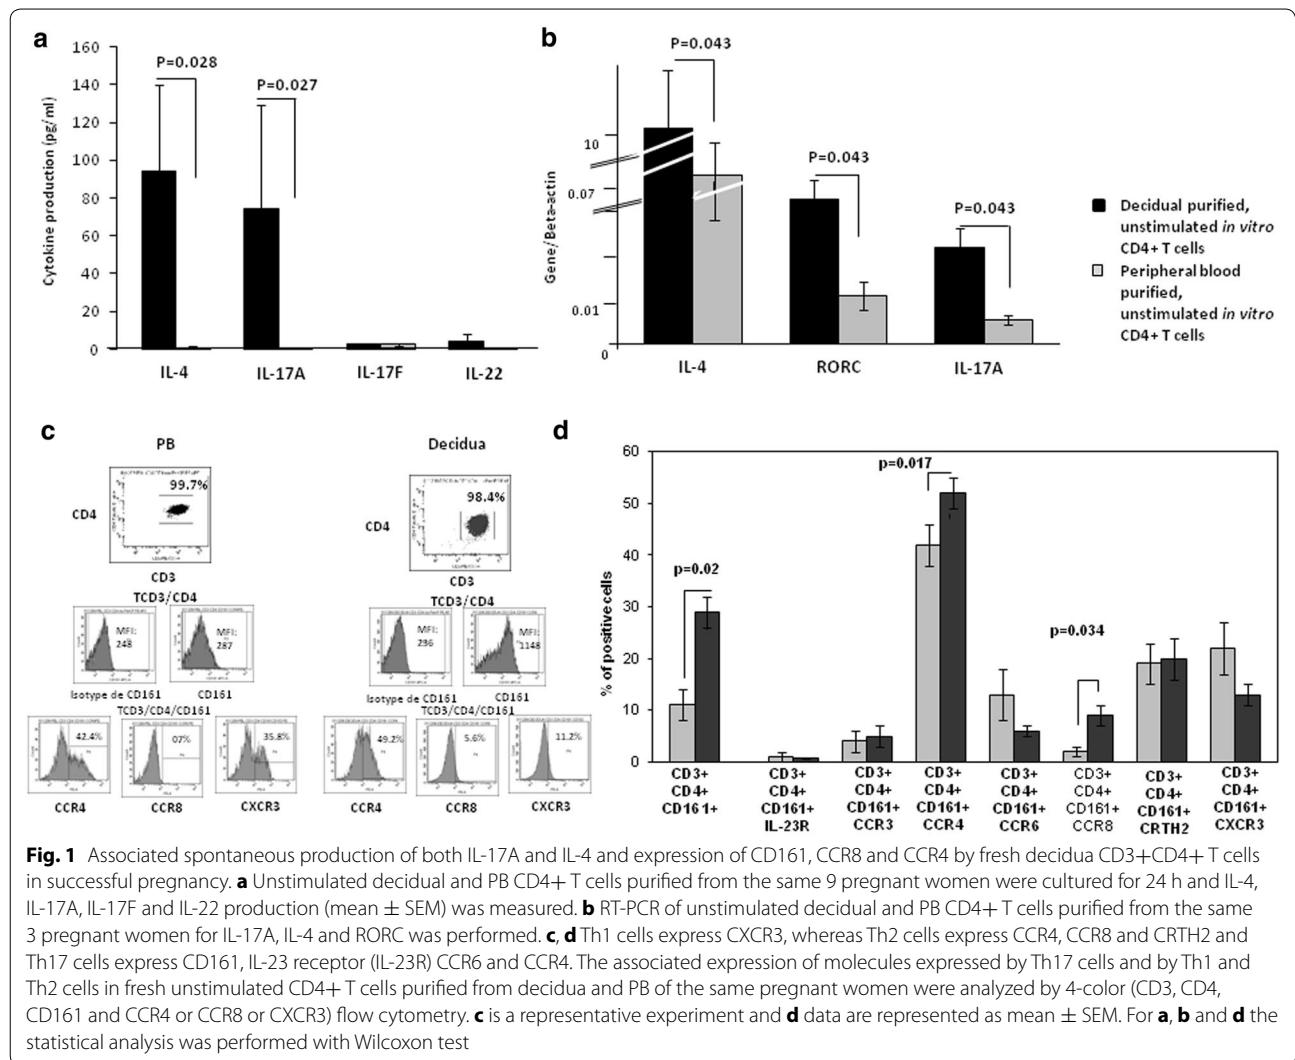 a
Cytokine production (pg/ml)
160
140
120
100
80
60
40
20
0
P=0.028
P=0.027
IL-4
IL-17A
IL-17F
IL-22
b
Gene/Beta-actin
10
0.07
0.01
0
P=0.043
P=0.043
P=0.043
IL-4
RORC
IL-17A
Decidual purified,
unstimulated in vitro
CD4+ T cells
Peripheral blood
purified,
unstimulated in vitro
CD4+ T cells
c
PB
99.7%
CD4
CD3
TCD3/CD4
MFI:
248
MFI:
287
Isotype de CD161
CD161
TCD3/CD4/CD161
42.4%
07%
35.8%
CCR4
CCR8
CXCR3
Decidua
98.4%
CD4
CD3
TCD3/CD4
MFI:
236
MFI:
1148
Isotype de CD161
CD161
TCD3/CD4/CD161
49.2%
5.6%
11.2%
CCR4
CCR8
CXCR3
d
% of positive cells
60
50
40
30
20
10
0
p=0.02
p=0.017
p=0.034
CD3+
CD4+
CD161+
CD3+
CD4+
CD161+
IL-23R
CD3+
CD4+
CD161+
CCR3
CD3+
CD4+
CD161+
CCR4
CD3+
CD4+
CD161+
CCR6
CD3+
CD4+
CD161+
CCR8
CD3+
CD4+
CD161+
CRTH2
CD3+
CD4+
CD161+
CXCR3
Fig. 1 Associated spontaneous production of both IL-17A and IL-4 and expression of CD161, CCR8 and CCR4 by fresh decidua CD3+CD4+ T cells
in successful pregnancy. a Unstimulated decidual and PB CD4+ T cells purified from the same 9 pregnant women were cultured for 24 h and IL-4,
IL-17A, IL-17F and IL-22 production (mean ± SEM) was measured. b RT-PCR of unstimulated decidual and PB CD4+ T cells purified from the same
3 pregnant women for IL-17A, IL-4 and RORC was performed. c, d Th1 cells express CXCR3, whereas Th2 cells express CCR4, CCR8 and CRTH2 and
Th17 cells express CD161, IL-23 receptor (IL-23R) CCR6 and CCR4. The associated expression of molecules expressed by Th17 cells and by Th1 and
Th2 cells in fresh unstimulated CD4+ T cells purified from decidua and PB of the same pregnant women were analyzed by 4-color (CD3, CD4,
CD161 and CCR4 or CCR8 or CXCR3) flow cytometry. c is a representative experiment and d data are represented as mean ± SEM. For a, b and d the
statistical analysis was performed with Wilcoxon test